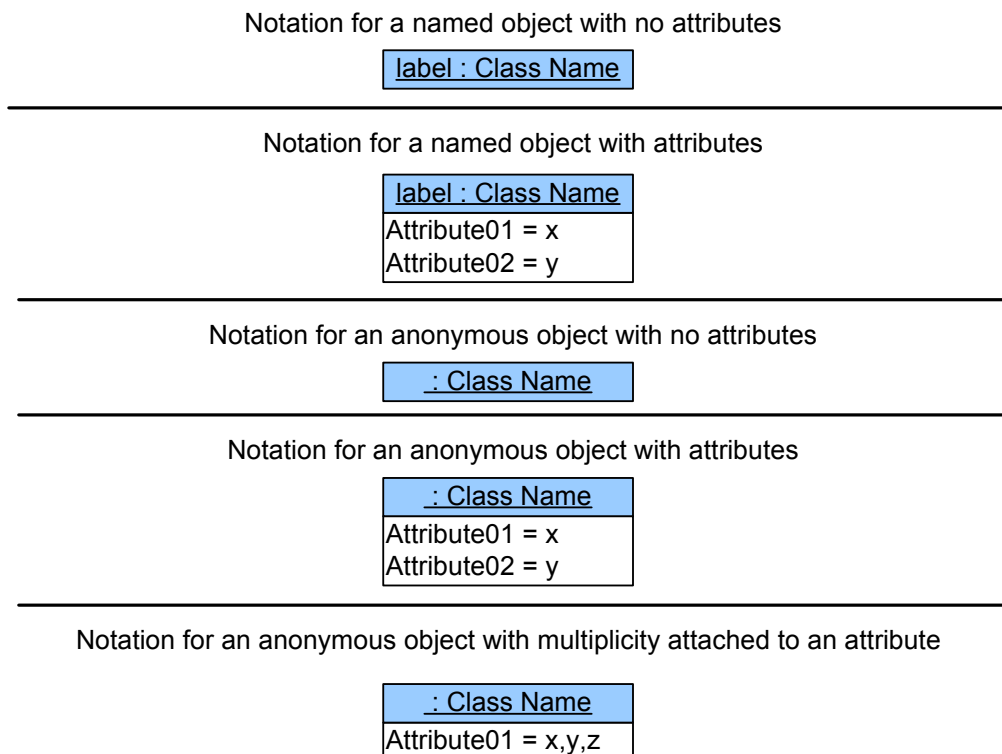 Notation for a named object with no attributes
label : Class Name
Notation for a named object with attributes
label : Class Name
Attribute01 = x
Attribute02 = y
Notation for an anonymous object with no attributes
: Class Name
Notation for an anonymous object with attributes
: Class Name
Attribute01 = x
Attribute02 = y
Notation for an anonymous object with multiplicity attached to an attribute
: Class Name
Attribute01 = x,y,z